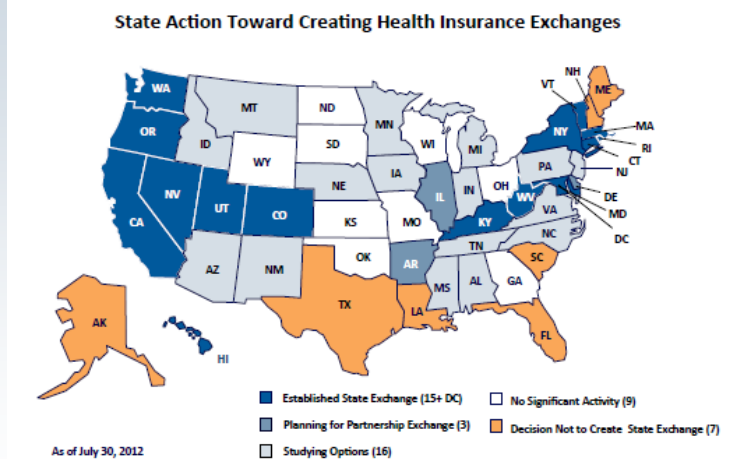 State Action Toward Creating Health Insurance Exchanges
NH
VT
ME
WA
MT
ND
MN
OR
ID
SD
WI
MI
NY
MA
RI
CT
WY
IA
PA
NJ
NE
IL
IN
OH
NV
UT
CO
KS
MO
KY
WV
VA
DE
MD
DC
CA
TN
NC
AZ
NM
OK
AR
SC
MS
AL
GA
TX
LA
AK
FL
HI
Established State Exchange (15+ DC)
No Significant Activity (9)
Planning for Partnership Exchange (3)
Decision Not to Create State Exchange (7)
As of July 30, 2012
Studying Options (16)